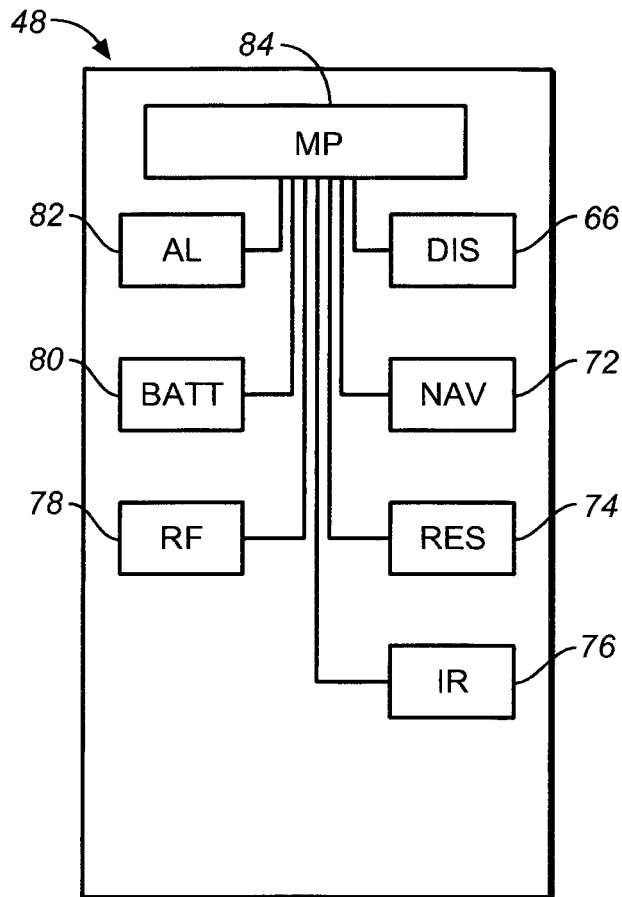 48
84
MP
82 AL DIS 66
80 BATT NAV 72
78 RF RES 74
IR 76